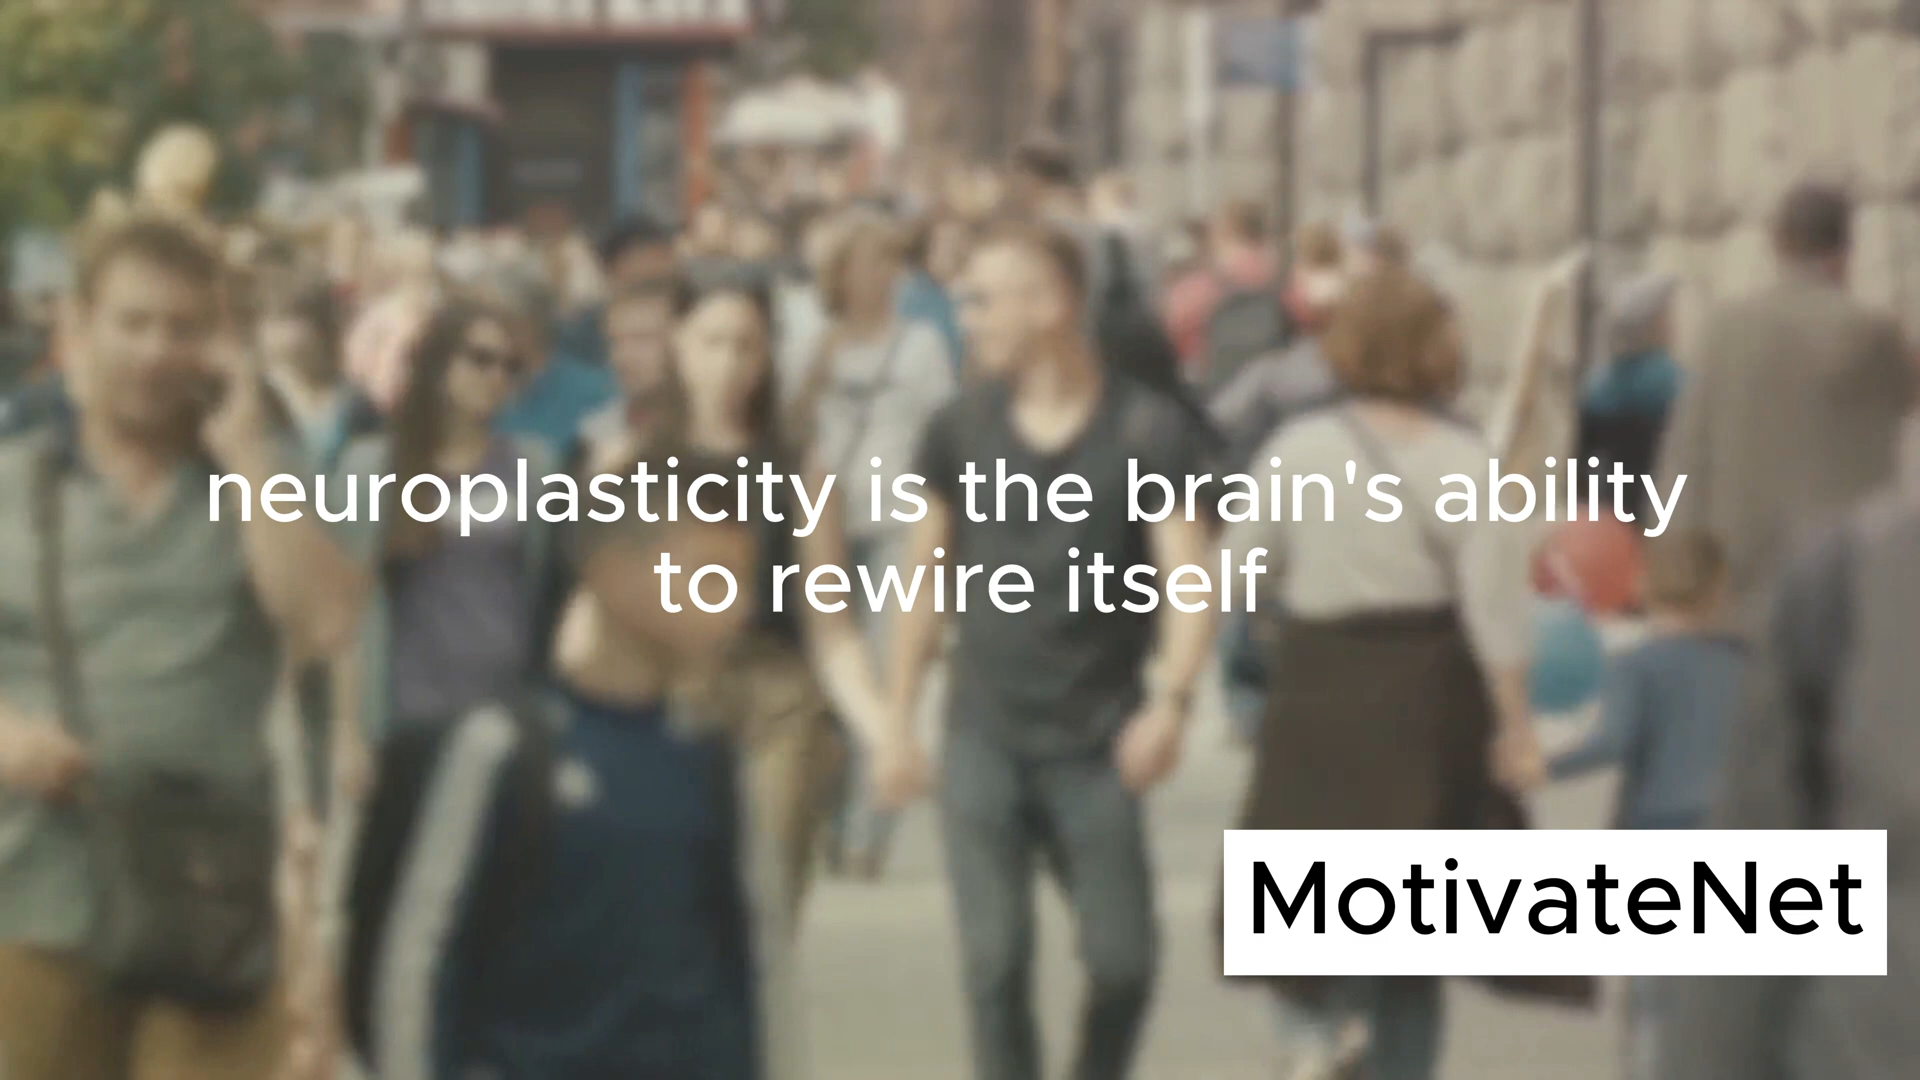 neuroplasticity is the brain's ability
to rewire itself
MotivateNet